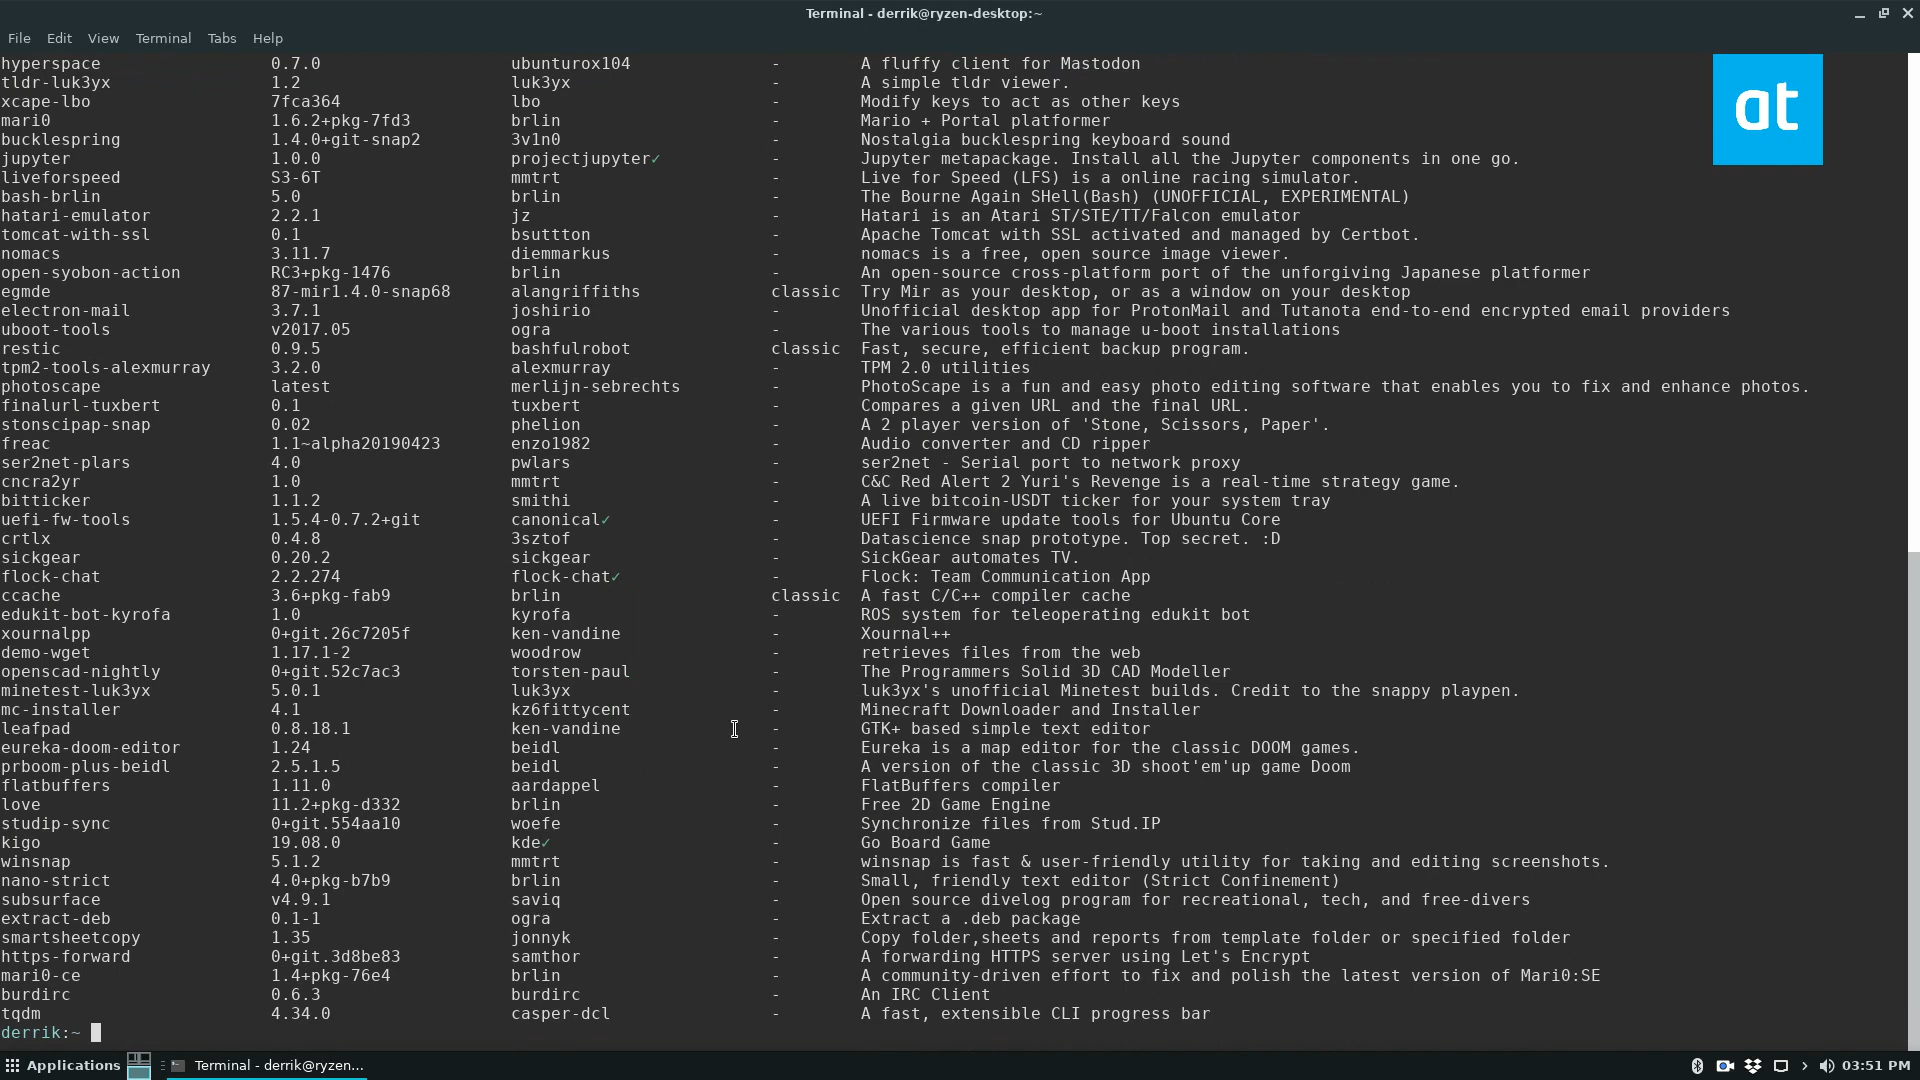 Terminal - derrik@ryzen-desktop:~
File Edit View Terminal Tabs Help
at
hyperspace 0.7.0 ubunturox104 - A fluffy client for Mastodon
tldr-luk3yx 1.2 luk3yx - A simple tldr viewer.
xcape-lbo 7fca364 lbo - Modify keys to act as other keys
mari0 1.6.2+pkg-7fd3 brlin - Mario + Portal platformer
bucklespring 1.4.0+git-snap2 3v1n0 - Nostalgia bucklespring keyboard sound
jupyter 1.0.0 projectjupyter✓ - Jupyter metapackage. Install all the Jupyter components in one go.
liveforspeed S3-6T mmtrt - Live for Speed (LFS) is a online racing simulator.
bash-brlin 5.0 brlin - The Bourne Again SHell(Bash) (UNOFFICIAL, EXPERIMENTAL)
hatari-emulator 2.2.1 jz - Hatari is an Atari ST/STE/TT/Falcon emulator
tomcat-with-ssl 0.1 bsuttton - Apache Tomcat with SSL activated and managed by Certbot.
nomacs 3.11.7 diemmarkus - nomacs is a free, open source image viewer.
open-syobon-action RC3+pkg-1476 brlin - An open-source cross-platform port of the unforgiving Japanese platformer
egmde 87-mir1.4.0-snap68 alangriffiths classic Try Mir as your desktop, or as a window on your desktop
electron-mail 3.7.1 joshirio - Unofficial desktop app for ProtonMail and Tutanota end-to-end encrypted email providers
uboot-tools v2017.05 ogra - The various tools to manage u-boot installations
restic 0.9.5 bashfulrobot classic Fast, secure, efficient backup program.
tpm2-tools-alexmurray 3.2.0 alexmurray - TPM 2.0 utilities
photoscape latest merlijn-sebrechts - PhotoScape is a fun and easy photo editing software that enables you to fix and enhance photos.
finalurl-tuxbert 0.1 tuxbert - Compares a given URL and the final URL.
stonscipap-snap 0.02 phelion - A 2 player version of 'Stone, Scissors, Paper'.
freac 1.1~alpha20190423 enzo1982 - Audio converter and CD ripper
ser2net-plars 4.0 pwlars - ser2net - Serial port to network proxy
cncra2yr 1.0 mmtrt - C&C Red Alert 2 Yuri's Revenge is a real-time strategy game.
bitticker 1.1.2 smithi - A live bitcoin-USDT ticker for your system tray
uefi-fw-tools 1.5.4-0.7.2+git canonical✓ - UEFI Firmware update tools for Ubuntu Core
crtlx 0.4.8 3sztof - Datascience snap prototype. Top secret. :D
sickgear 0.20.2 sickgear - SickGear automates TV.
flock-chat 2.2.274 flock-chat✓ - Flock: Team Communication App
ccache 3.6+pkg-fab9 brlin classic A fast C/C++ compiler cache
edukit-bot-kyrofa 1.0 kyrofa - ROS system for teleoperating edukit bot
xournalpp 0+git.26c7205f ken-vandine - Xournal++
demo-wget 1.17.1-2 woodrow - retrieves files from the web
openscad-nightly 0+git.52c7ac3 torsten-paul - The Programmers Solid 3D CAD Modeller
minetest-luk3yx 5.0.1 luk3yx - luk3yx's unofficial Minetest builds. Credit to the snappy playpen.
mc-installer 4.1 kz6fittycent - Minecraft Downloader and Installer
leafpad 0.8.18.1 ken-vandine - GTK+ based simple text editor
eureka-doom-editor 1.24 beidl - Eureka is a map editor for the classic DOOM games.
prboom-plus-beidl 2.5.1.5 beidl - A version of the classic 3D shoot'em'up game Doom
flatbuffers 1.11.0 aardappel - FlatBuffers compiler
love 11.2+pkg-d332 brlin - Free 2D Game Engine
studip-sync 0+git.554aa10 woefe - Synchronize files from Stud.IP
kigo 19.08.0 kde✓ - Go Board Game
winsnap 5.1.2 mmtrt - winsnap is fast & user-friendly utility for taking and editing screenshots.
nano-strict 4.0+pkg-b7b9 brlin - Small, friendly text editor (Strict Confinement)
subsurface v4.9.1 saviq - Open source divelog program for recreational, tech, and free-divers
extract-deb 0.1-1 ogra - Extract a .deb package
smartsheetcopy 1.35 jonnyk - Copy folder,sheets and reports from template folder or specified folder
https-forward 0+git.3d8be83 samthor - A forwarding HTTPS server using Let's Encrypt
mari0-ce 1.4+pkg-76e4 brlin - A community-driven effort to fix and polish the latest version of Mari0:SE
burdirc 0.6.3 burdirc - An IRC Client
tqdm 4.34.0 casper-dcl - A fast, extensible CLI progress bar
derrik:~
Applications Terminal - derrik@ryzen... 03:51 PM